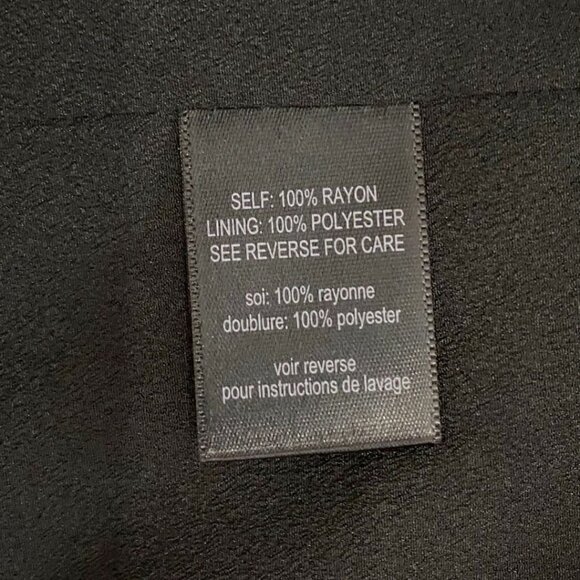 SELF: 100% RAYON
LINING: 100% POLYESTER
SEE REVERSE FOR CARE
soi: 100% rayonne
doublure: 100% polyester
voir reverse
pour instructions de lavage